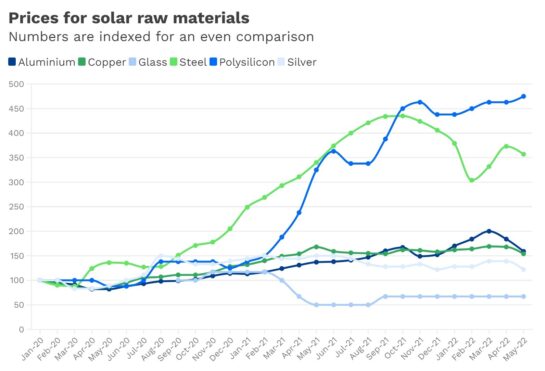 Prices for solar raw materials
Numbers are indexed for an even comparison
Aluminium Copper Glass Steel Polysilicon Silver
500
450
400
350
300
250
200
150
100
50
0
Jan-20 Feb-20 Mar-20 Apr-20 May-20 Jun-20 Jul-20 Aug-20 Sep-20 Oct-20 Nov-20 Dec-20 Jan-21 Feb-21 Mar-21 Apr-21 May-21 Jun-21 Jul-21 Aug-21 Sep-21 Oct-21 Nov-21 Dec-21 Jan-22 Feb-22 Mar-22 Apr-22 May-22